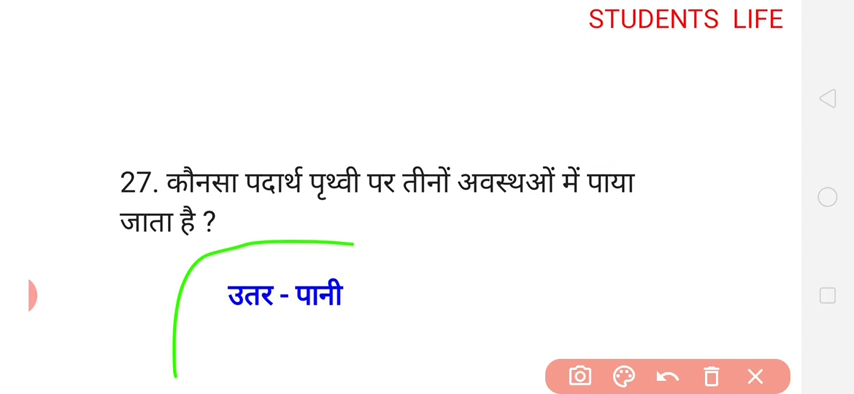 STUDENTS LIFE
27. कौनसा पदार्थ पृथ्वी पर तीनों अवस्थओं में पाया
जाता है ?
उतर - पानी